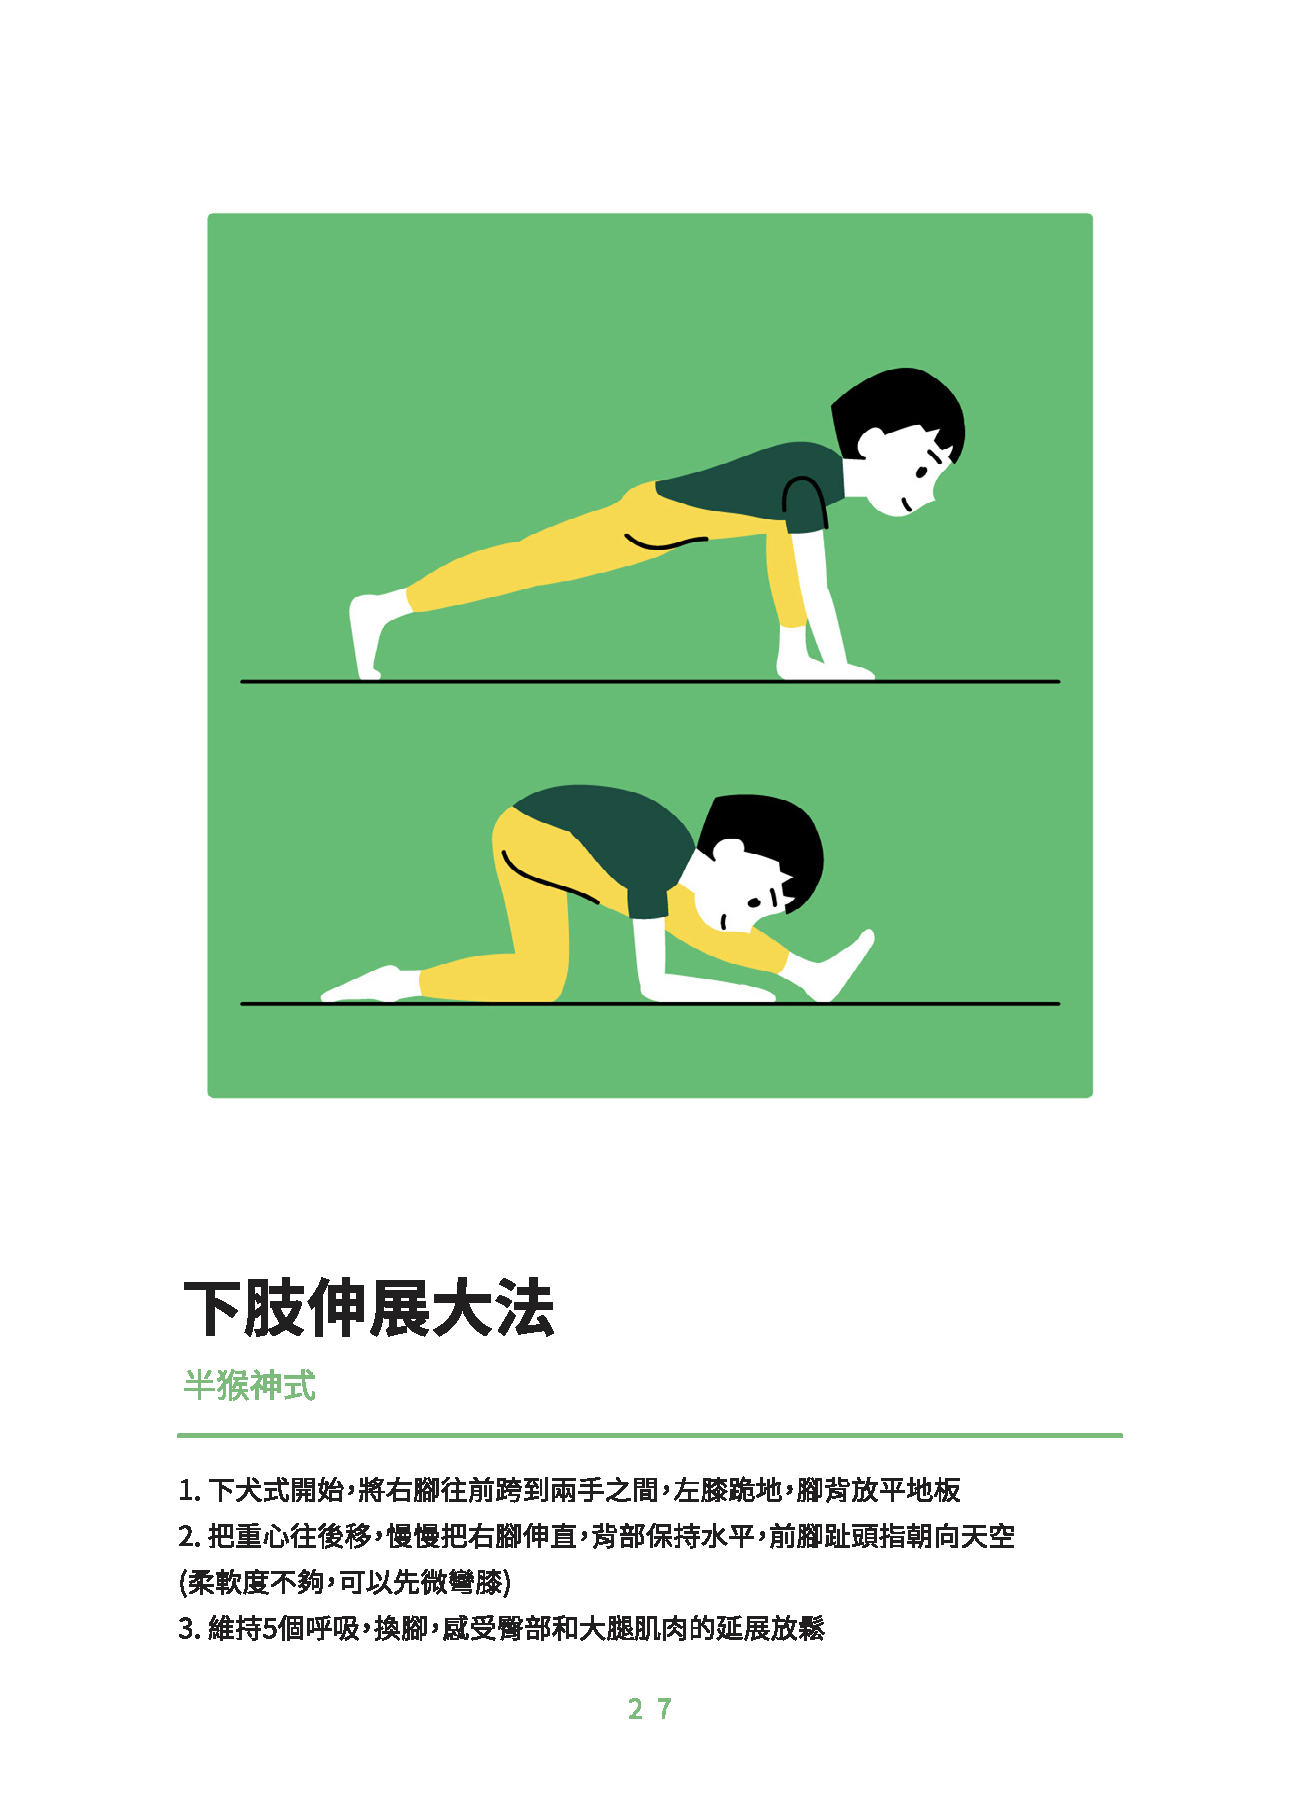 下肢伸展大法
半猴神式
1. 下犬式開始，將右腳往前跨到兩手之間，左膝跪地，腳背放平地板
2. 把重心往後移，慢慢把右腳伸直，背部保持水平，前腳趾頭指朝向天空
(柔軟度不夠，可以先微彎膝)
3. 維持5個呼吸，換腳，感受臀部和大腿肌肉的延展放鬆
27